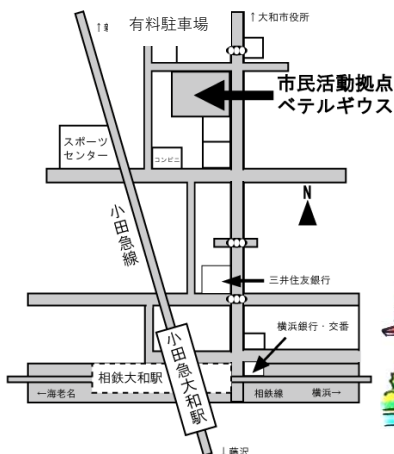 有料駐車場
↑大和市役所
市民活動拠点
ベテルギウス
スポーツ
センター
コンビニ
N
小田急線
三井住友銀行
横浜銀行・交番
小田急大和駅
相鉄大和駅
←海老名
相鉄線
横浜→
↓藤沢